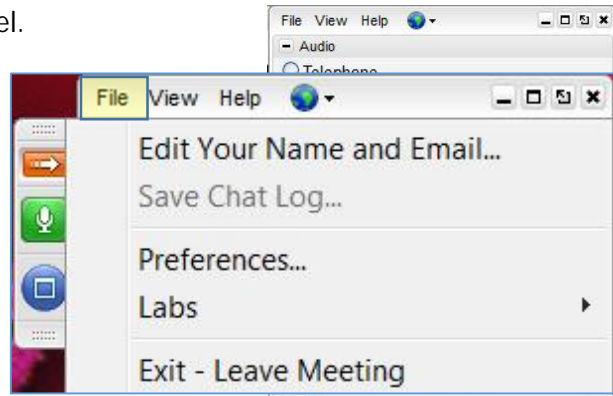 el.
File View Help
Audio
Telephone
File View Help
Edit Your Name and Email...
Save Chat Log...
Preferences...
Labs
Exit - Leave Meeting